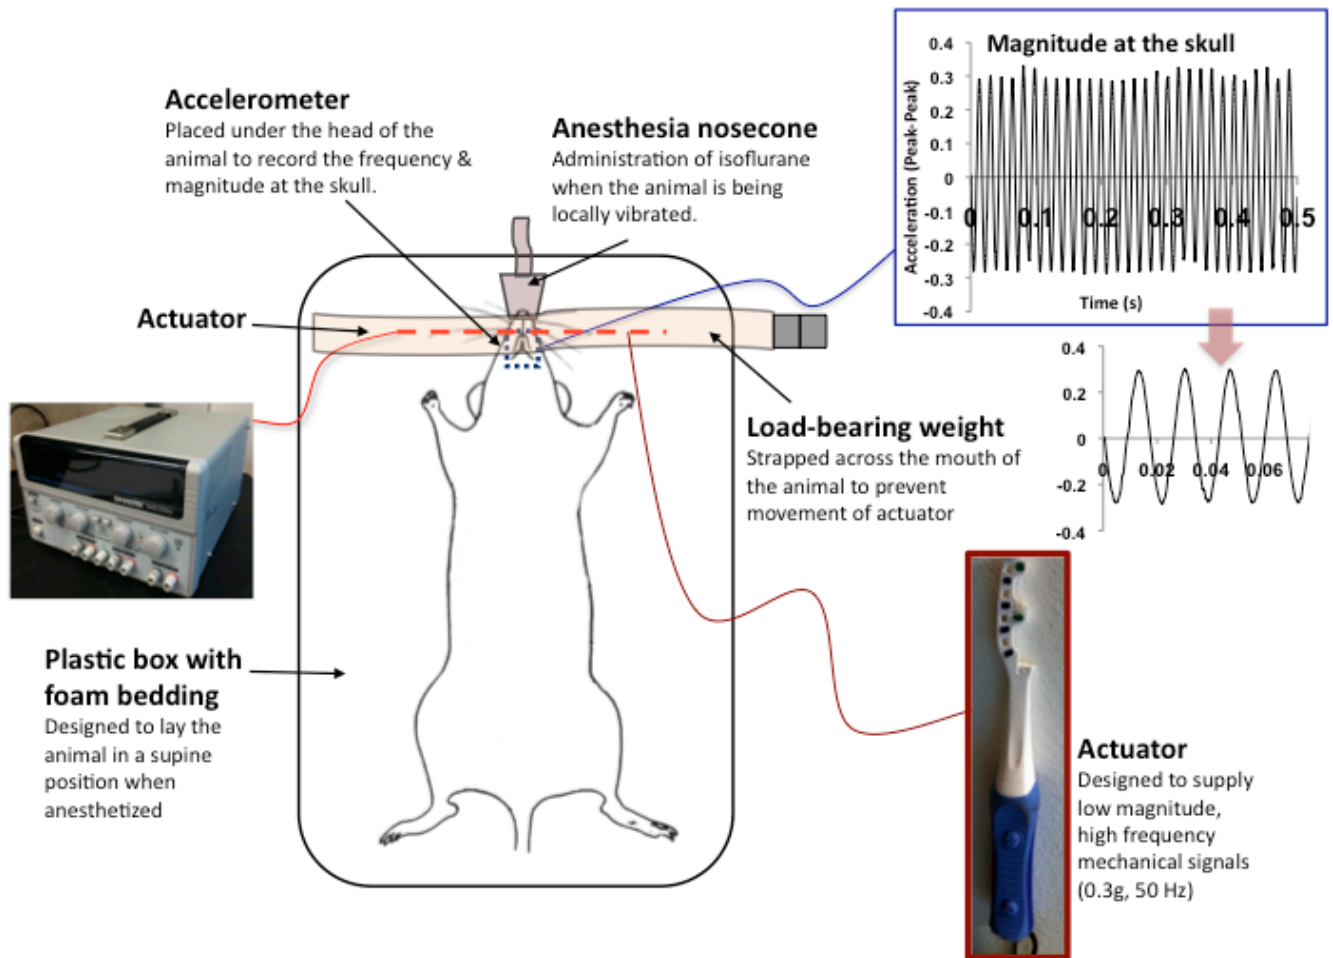 Accelerometer
Placed under the head of the
animal to record the frequency &
magnitude at the skull.
Anesthesia nosecone
Administration of isoflurane
when the animal is being
locally vibrated.
Magnitude at the skull
Acceleration (Peak-Peak)
0.4
0.3
0.2
0.1
0
-0.1
-0.2
-0.3
-0.4
0 0.1 0.2 0.3 0.4 0.5
Time (s)
Actuator
0.4
0.2
0
-0.2
-0.4
0 0.02 0.04 0.06
Load-bearing weight
Strapped across the mouth of
the animal to prevent
movement of actuator
Plastic box with
foam bedding
Designed to lay the
animal in a supine
position when
anesthetized
Actuator
Designed to supply
low magnitude,
high frequency
mechanical signals
(0.3g, 50 Hz)